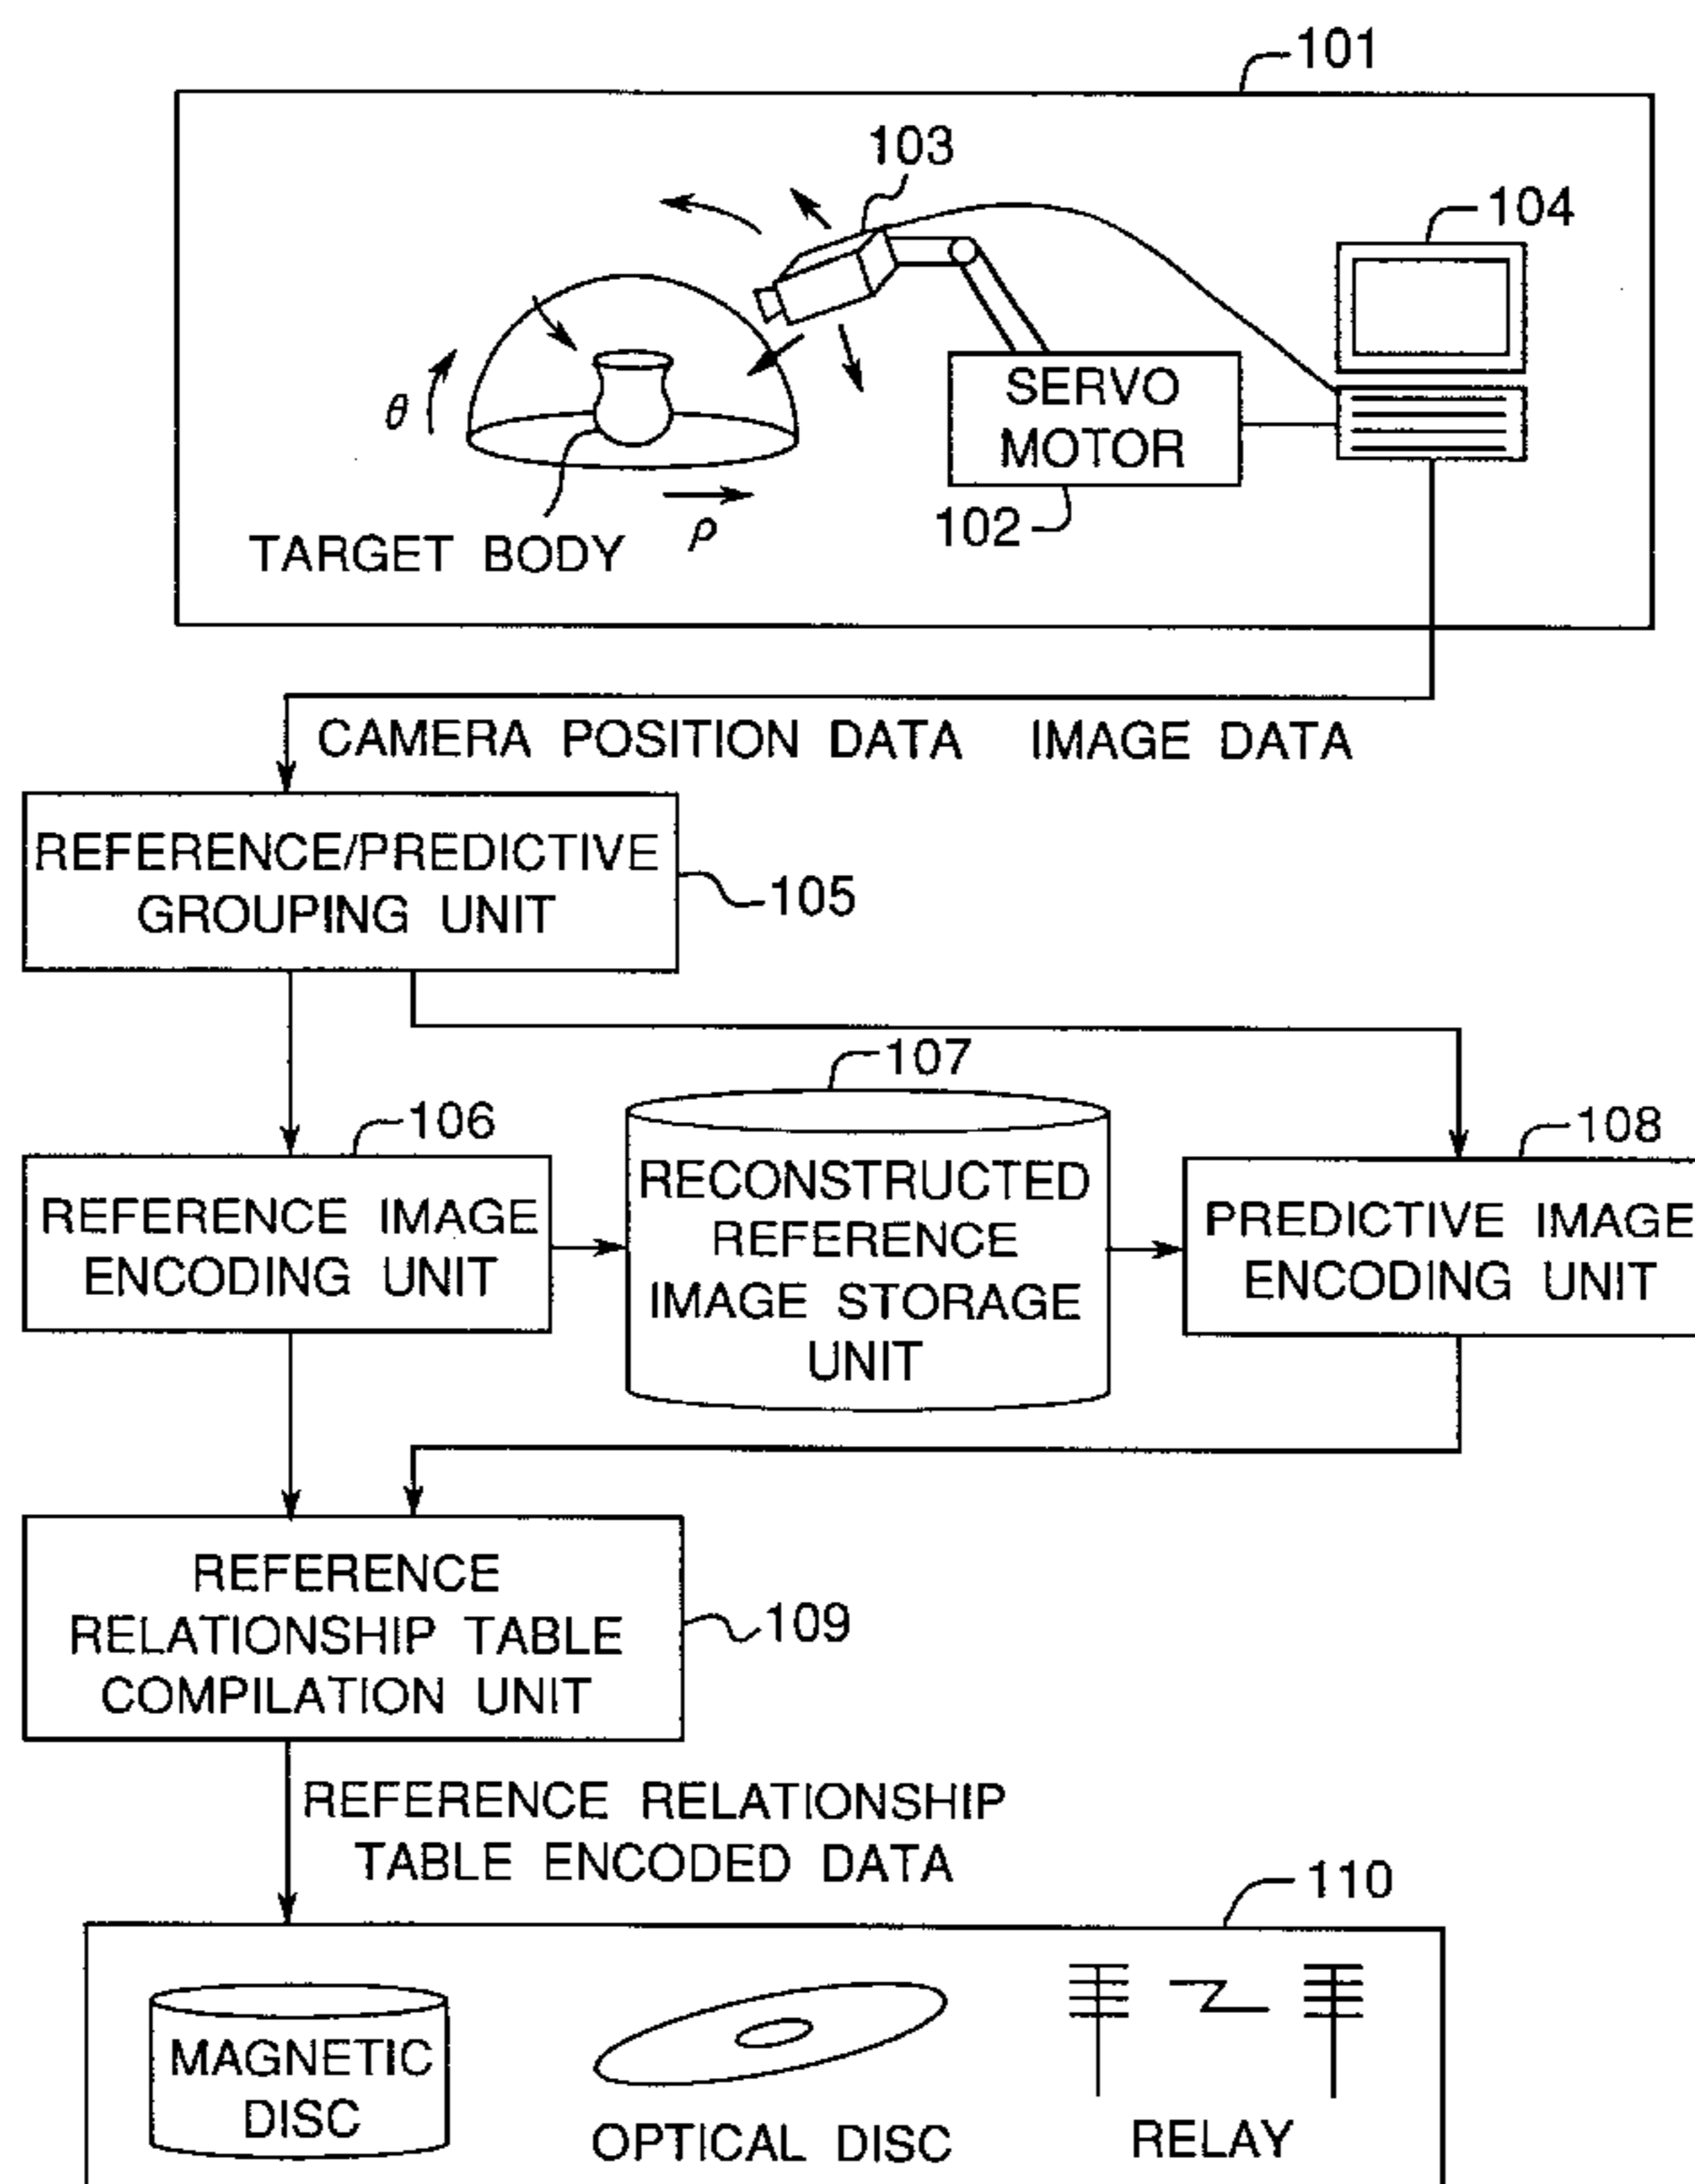 101
103
104
θ
SERVO
MOTOR
102
ρ
TARGET BODY
CAMERA POSITION DATA IMAGE DATA
REFERENCE/PREDICTIVE
GROUPING UNIT
105
107
106
108
REFERENCE IMAGE
ENCODING UNIT
RECONSTRUCTED
REFERENCE
IMAGE STORAGE
UNIT
PREDICTIVE IMAGE
ENCODING UNIT
REFERENCE
RELATIONSHIP TABLE
COMPILATION UNIT
109
REFERENCE RELATIONSHIP
TABLE ENCODED DATA
110
MAGNETIC
DISC
OPTICAL DISC
RELAY